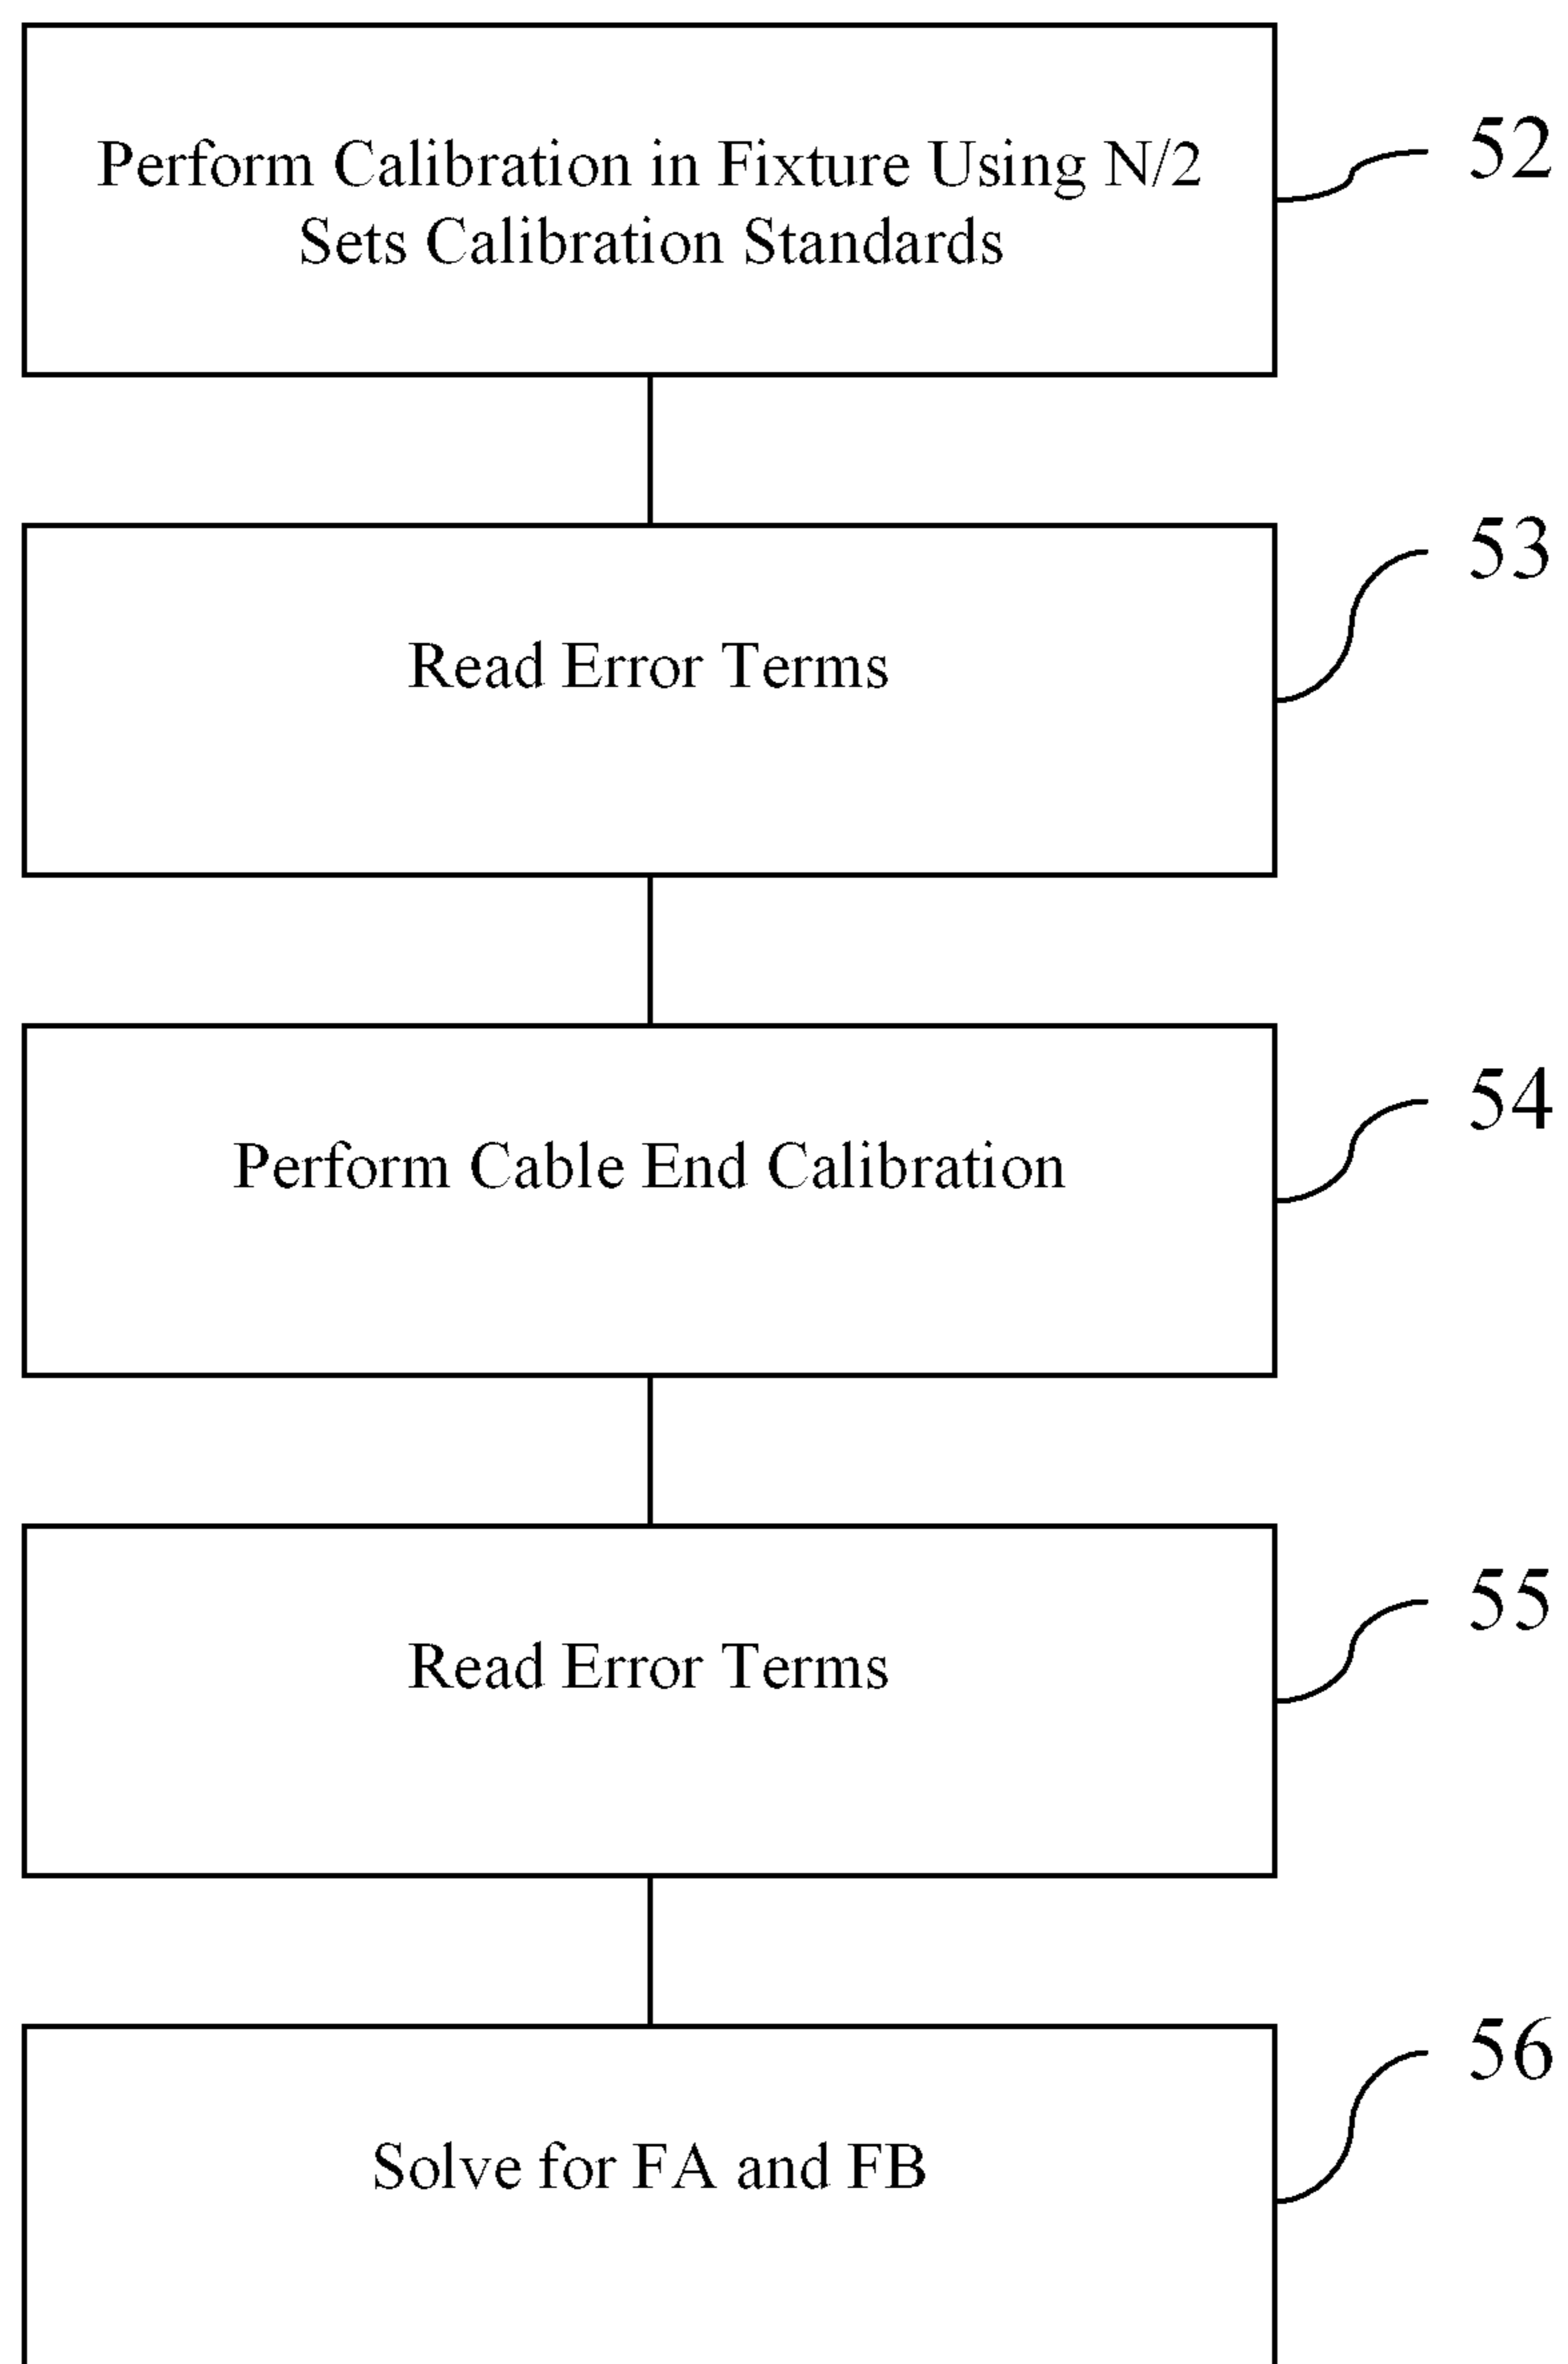 Perform Calibration in Fixture Using N/2
Sets Calibration Standards
52
Read Error Terms
53
Perform Cable End Calibration
54
Read Error Terms
55
Solve for FA and FB
56